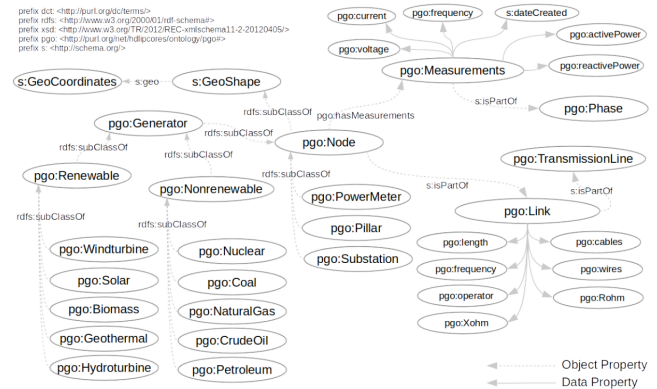 prefix dct: <http://purl.org/dc/terms/>
prefix rdfs: <http://www.w3.org/2000/01/rdf-schema#>
prefix xsd: <http://www.w3.org/TR/2012/REC-xmlschema11-2-20120405/>
prefix pgo: <http://purl.org/net/hdlipcores/ontology/pgo#>
prefix s: <http://schema.org/>
pgo:current
pgo:frequency
s:dateCreated
pgo:voltage
pgo:activePower
pgo:reactivePower
pgo:Measurements
s:GeoCoordinates
s:geo
s:GeoShape
s:isPartOf
pgo:Phase
rdfs:subClassOf
pgo:hasMeasurements
pgo:Generator
rdfs:subClassOf
pgo:Node
rdfs:subClassOf
rdfs:subClassOf
pgo:TransmissionLine
pgo:Renewable
pgo:Nonrenewable
rdfs:subClassOf
s:isPartOf
s:isPartOf
pgo:PowerMeter
pgo:Link
rdfs:subClassOf
rdfs:subClassOf
pgo:Pillar
pgo:Substation
pgo:length
pgo:cables
pgo:Windturbine
pgo:Nuclear
pgo:frequency
pgo:wires
pgo:Solar
pgo:Coal
pgo:operator
pgo:Rohm
pgo:Biomass
pgo:NaturalGas
pgo:Xohm
pgo:Geothermal
pgo:CrudeOil
pgo:Hydroturbine
pgo:Petroleum
Object Property
Data Property